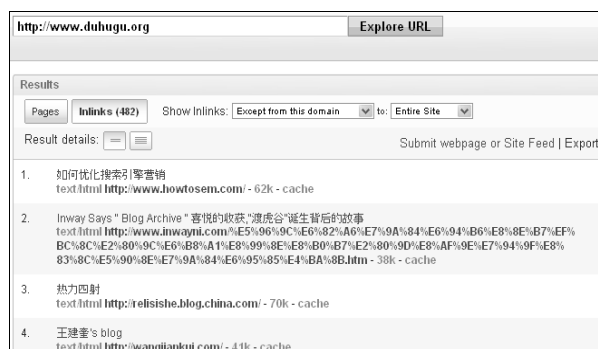 http://www.duhugu.org Explore URL
Results
Pages Inlinks (482) Show Inlinks: Except from this domain to: Entire Site
Result details: Submit webpage or Site Feed | Export
1. 如何优化搜索引擎营销
text/html http://www.howtosem.com/ - 62k - cache
2. Inway Says " Blog Archive " 喜悦的收获,"渡虎谷"诞生背后的故事
text/html http://www.inwayni.com/%E5%96%9C%E6%82%A6%E7%9A%84%E6%94%B6%E8%8E%B7%EF%
BC%8C%E2%80%9C%E6%B8%A1%E8%99%8E%E8%B0%B7%E2%80%9D%E8%AF%9E%E7%94%9F%E8%
83%8C%E5%90%8E%E7%9A%84%E6%95%85%E4%BA%8B.htm - 38k - cache
3. 热力四射
text/html http://relisishe.blog.china.com/ - 70k - cache
4. 王建奎's blog
text/html http://wangjiankui.com/ - 41k - cache